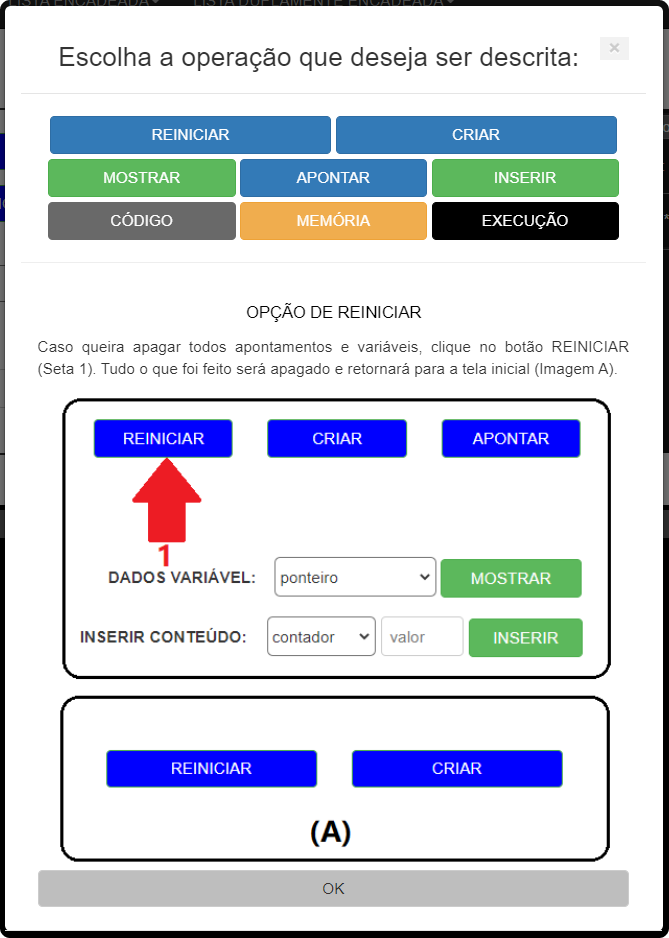 LISTA ENCADEADA LISTA DUPLAMENTE ENCADEADA
Escolha a operação que deseja ser descrita:
×
REINICIAR CRIAR
MOSTRAR APONTAR INSERIR
CÓDIGO MEMÓRIA EXECUÇÃO
OPÇÃO DE REINICIAR
Caso queira apagar todos apontamentos e variáveis, clique no botão REINICIAR
(Seta 1). Tudo o que foi feito será apagado e retornará para a tela inicial (Imagem A).
REINICIAR CRIAR APONTAR
1
DADOS VARIÁVEL: ponteiro MOSTRAR
INSERIR CONTEÚDO: contador valor INSERIR
REINICIAR CRIAR
(A)
OK